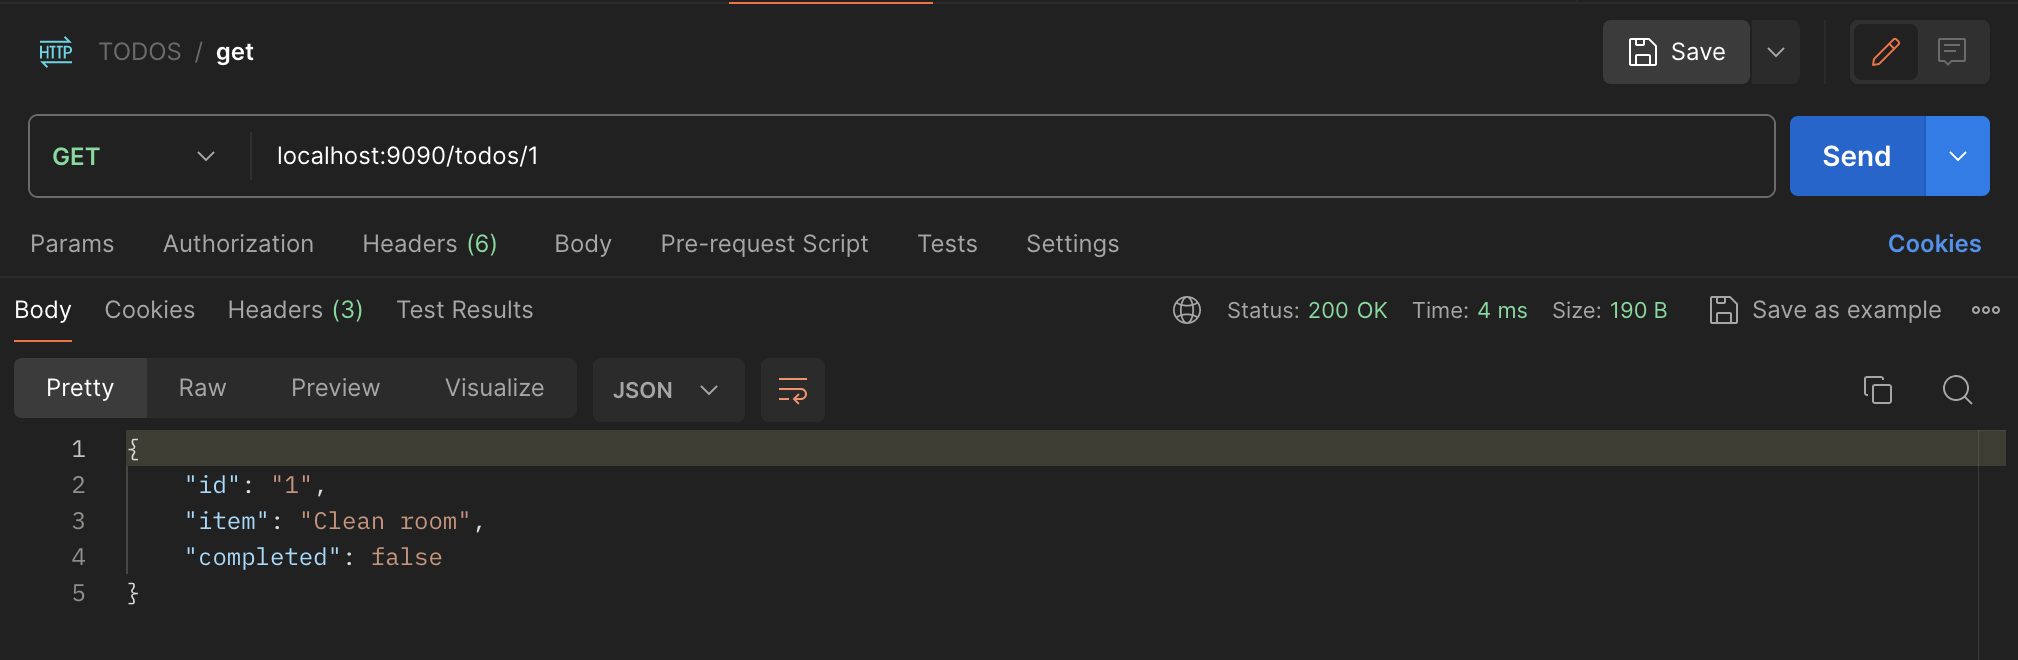 HTTP TODOS / get Save
GET localhost:9090/todos/1 Send
Params Authorization Headers (6) Body Pre-request Script Tests Settings Cookies
Body Cookies Headers (3) Test Results Status: 200 OK Time: 4 ms Size: 190 B Save as example
Pretty Raw Preview Visualize JSON
1 {
2 "id": "1",
3 "item": "Clean room",
4 "completed": false
5 }